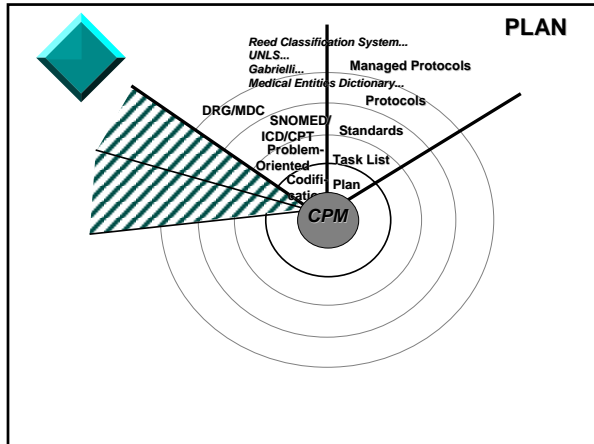 PLAN
Reed Classification System...
UNLS...
Gabrielli...
Medical Entities Dictionary...
Managed Protocols
DRG/MDC
Protocols
SNOMED/
ICD/CPT
Standards
Problem-
Oriented
Task List
Codifi-
catio
Plan
CPM